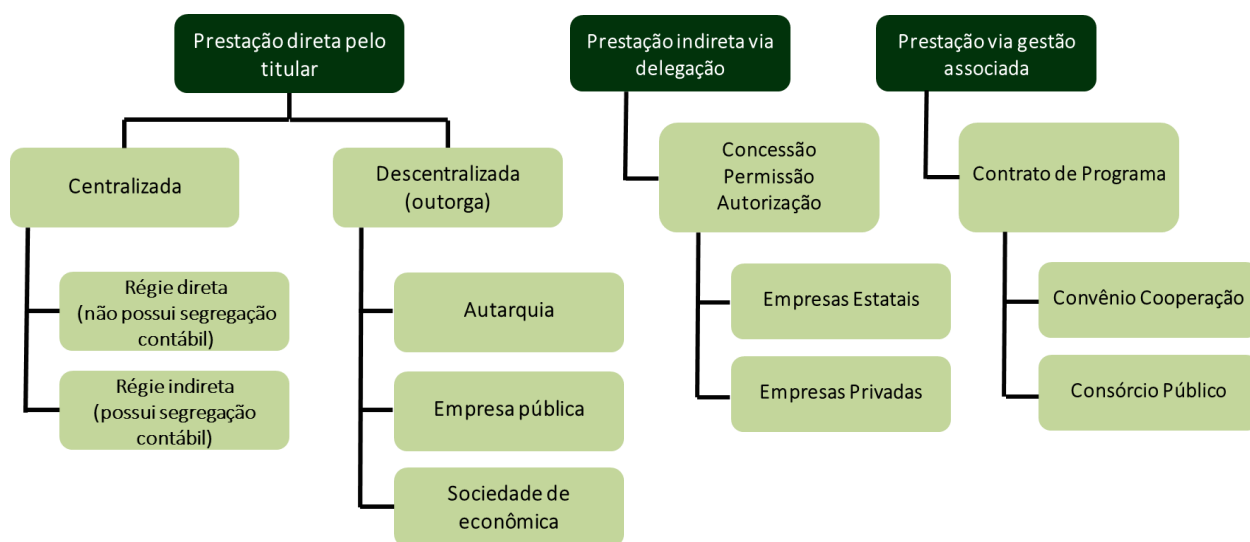 Prestação direta pelo
titular
Prestação indireta via
delegação
Prestação via gestão
associada
Centralizada
Descentralizada
(outorga)
Concessão
Permissão
Autorização
Contrato de Programa
Régie direta
(não possui segregação
contábil)
Régie indireta
(possui segregação
contábil)
Autarquia
Empresa pública
Sociedade de
econômica
Empresas Estatais
Empresas Privadas
Convênio Cooperação
Consórcio Público